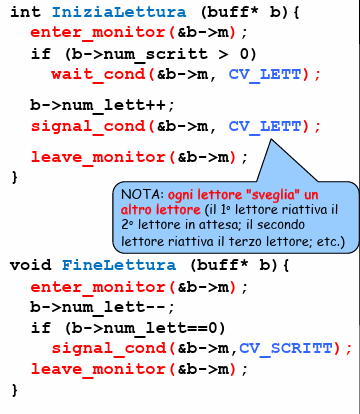 int IniziaLettura (buff* b){
enter_monitor(&b->m);
if (b->num_scritt > 0)
wait_cond(&b->m, CV_LETT);
b->num_lett++;
signal_cond(&b->m, CV_LETT);
leave_monitor(&b->m);
}
NOTA: ogni lettore "sveglia" un
altro lettore (il 1° lettore riattiva il
2° lettore in attesa; il secondo
lettore riattiva il terzo lettore; etc.)
void FineLettura (buff* b){
enter_monitor(&b->m);
b->num_lett--;
if (b->num_lett==0)
signal_cond(&b->m,CV_SCRITT);
leave_monitor(&b->m);
}